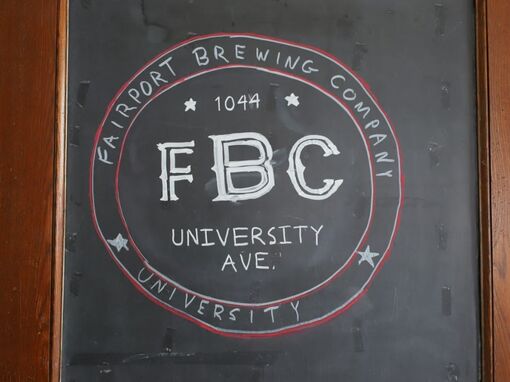 FAIRPORT BREWING COMPANY
1044
FBC
UNIVERSITY
AVE.
UNIVERSITY